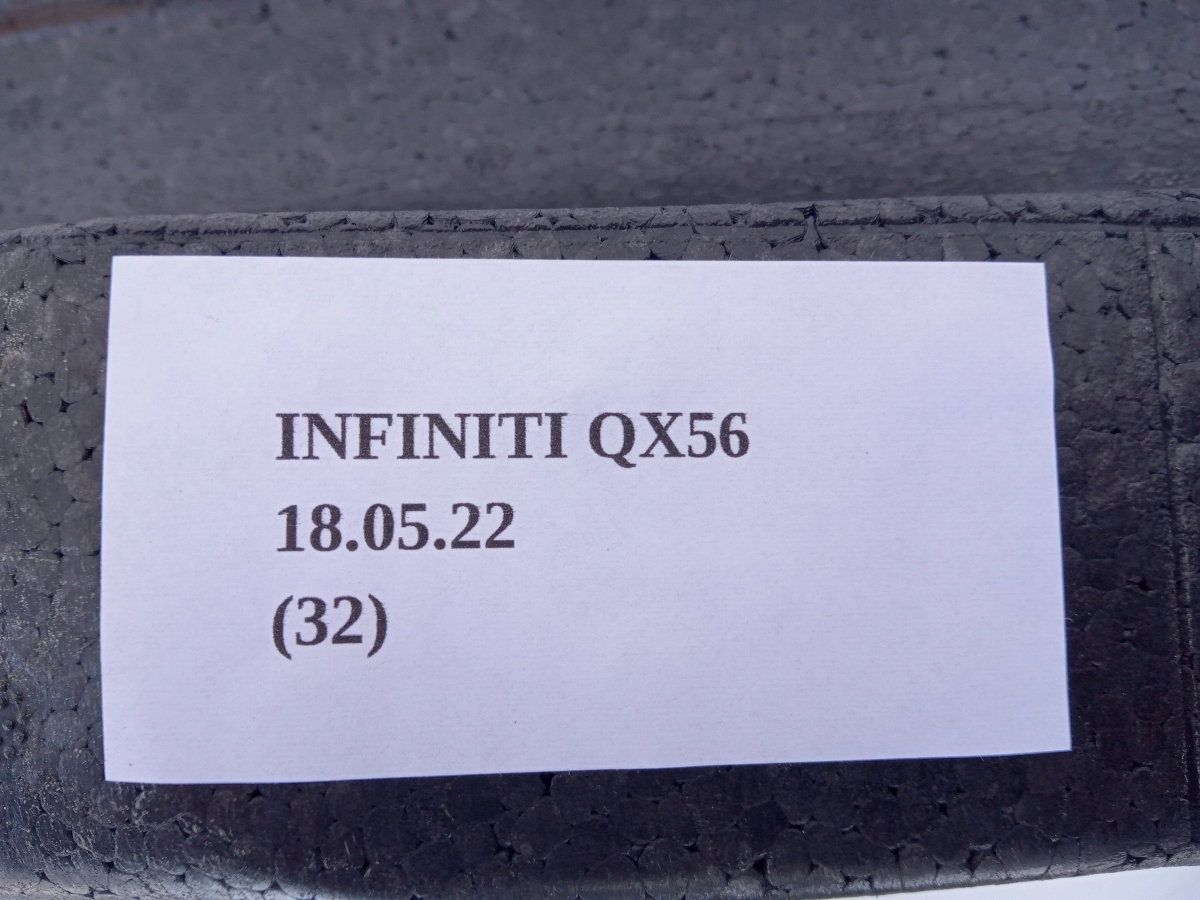 INFINITI QX56
18.05.22
(32)